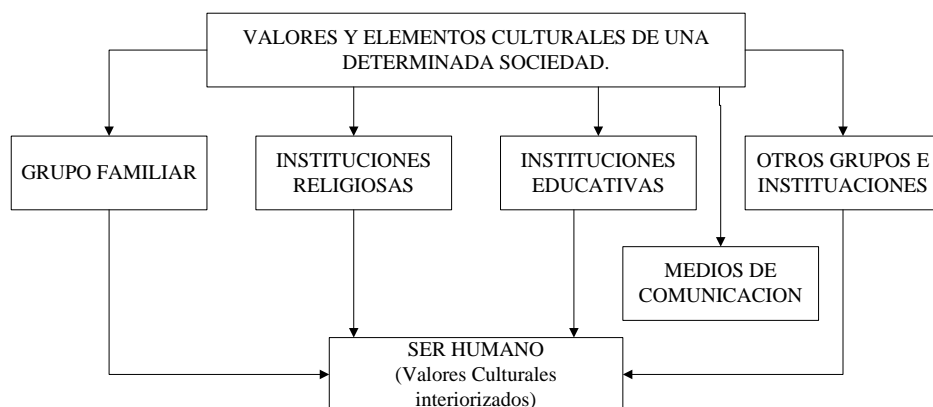 VALORES Y ELEMENTOS CULTURALES DE UNA
DETERMINADA SOCIEDAD.
GRUPO FAMILIAR
INSTITUCIONES
RELIGIOSAS
INSTITUCIONES
EDUCATIVAS
OTROS GRUPOS E
INSTITUACIONES
MEDIOS DE
COMUNICACION
SER HUMANO
(Valores Culturales
interiorizados)